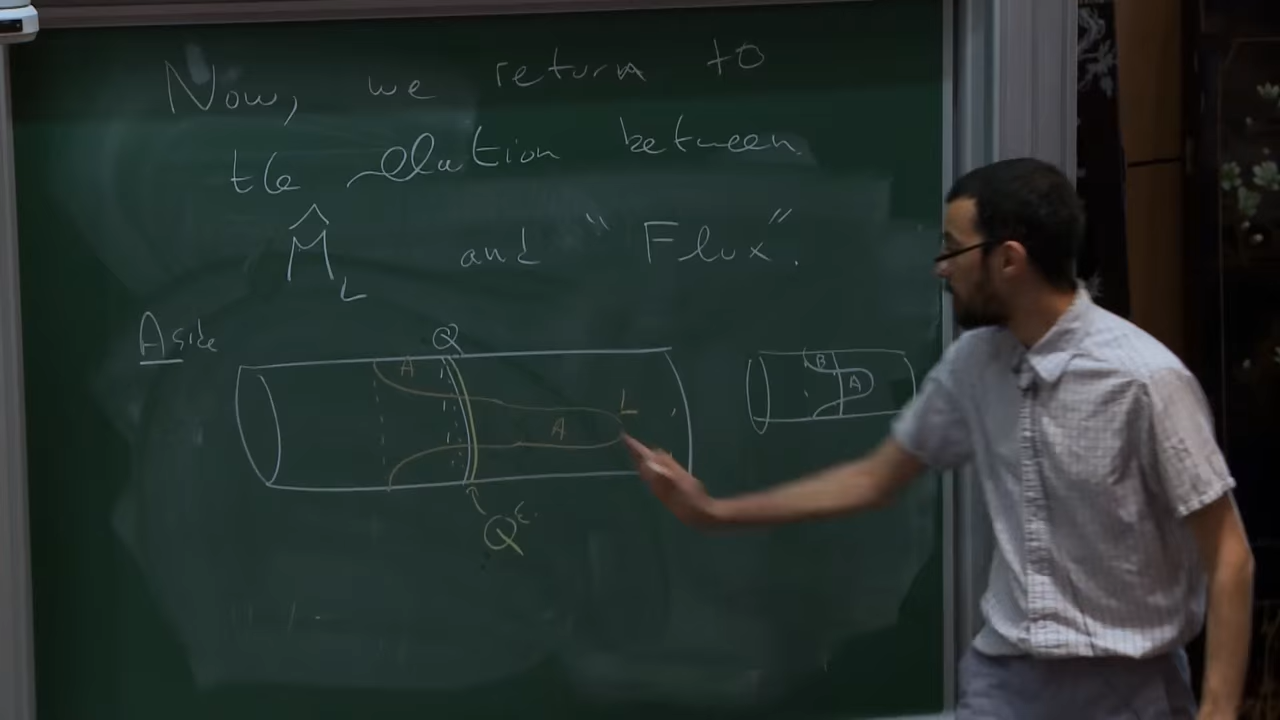 Now, we return to
the relation between
M̂_L and "Flux".
Aside
Q
A
B
A
L
A
Q^ε